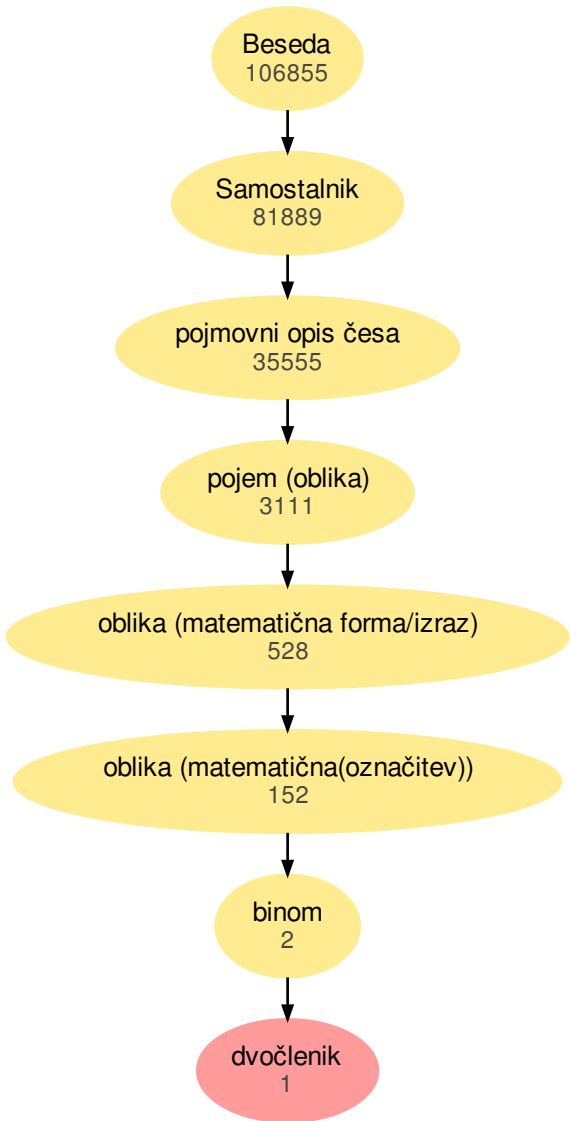 Beseda
106855
Samostalnik
81889
pojmovni opis česa
35555
pojem (oblika)
3111
oblika (matematična forma/izraz)
528
oblika (matematična(označitev))
152
binom
2
dvočlenik
1